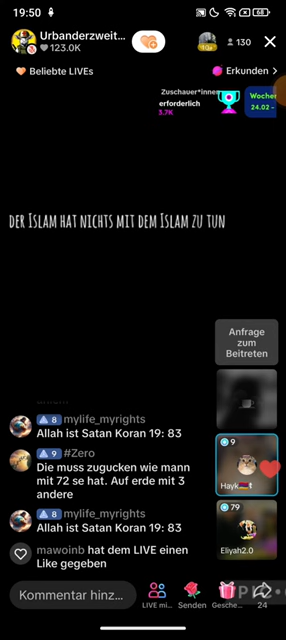 19:50
68
Urbanderzweit...
123.0K
130
Beliebte LIVEs
Erkunden >
Zuschauer*innen
erforderlich
3.7K
Wochen
24.02 -
DER ISLAM HAT NICHTS MIT DEM ISLAM ZU TUN
Anfrage
zum
Beitreten
8 mylife_myrights
Allah ist Satan Koran 19: 83
9 #Zero
Die muss zugucken wie mann
mit 72 se hat. Auf erde mit 3
andere
8 mylife_myrights
Allah ist Satan Koran 19: 83
mawoinb hat dem LIVE einen
Like gegeben
9
Hayk
79
Eliyah2.0
Kommentar hinz...
LIVE mi...
Senden
Gesche...
24